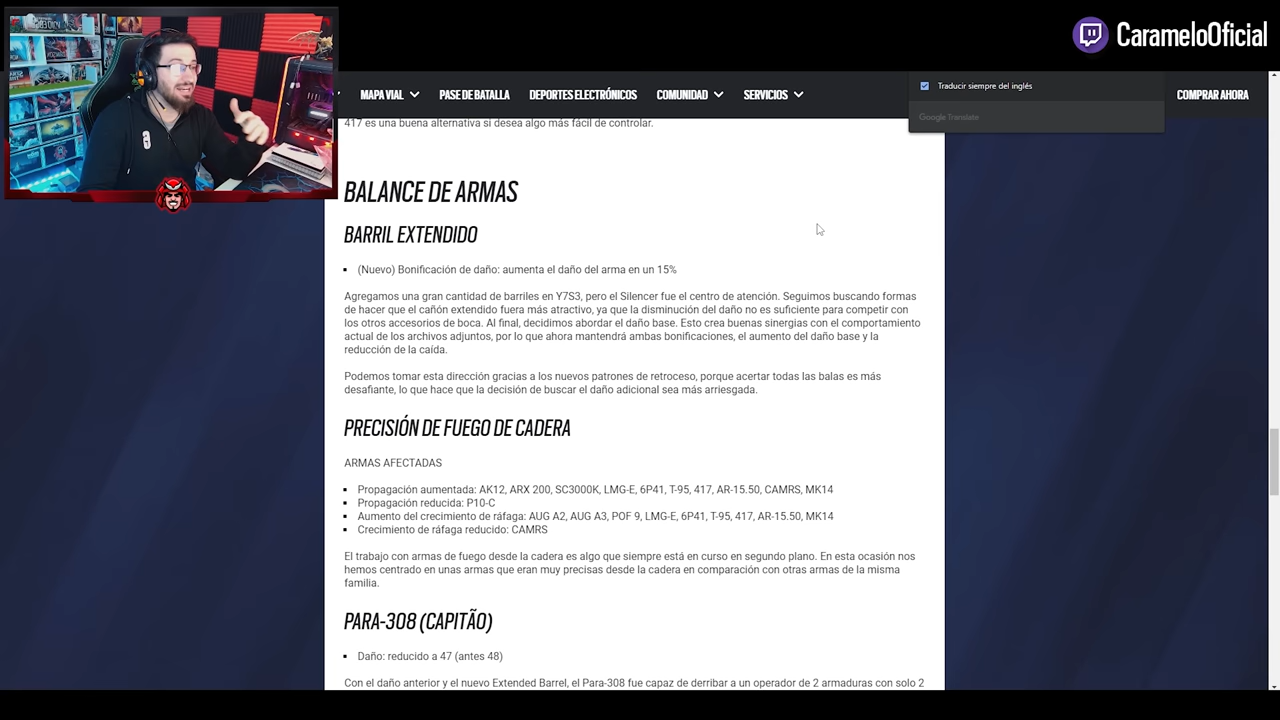 CarameloOficial
MAPA VIAL
PASE DE BATALLA
DEPORTES ELECTRÓNICOS
COMUNIDAD
SERVICIOS
Traducir siempre del inglés
COMPRAR AHORA
Google Translate
417 es una buena alternativa si desea algo más fácil de controlar.
BALANCE DE ARMAS
BARRIL EXTENDIDO
(Nuevo) Bonificación de daño: aumenta el daño del arma en un 15%
Agregamos una gran cantidad de barriles en Y7S3, pero el Silencer fue el centro de atención. Seguimos buscando formas
de hacer que el cañón extendido fuera más atractivo, ya que la disminución del daño no es suficiente para competir con
los otros accesorios de boca. Al final, decidimos abordar el daño base. Esto crea buenas sinergias con el comportamiento
actual de los archivos adjuntos, por lo que ahora mantendrá ambas bonificaciones, el aumento del daño base y la
reducción de la caída.
Podemos tomar esta dirección gracias a los nuevos patrones de retroceso, porque acertar todas las balas es más
desafiante, lo que hace que la decisión de buscar el daño adicional sea más arriesgada.
PRECISIÓN DE FUEGO DE CADERA
ARMAS AFECTADAS
Propagación aumentada: AK12, ARX 200, SC3000K, LMG-E, 6P41, T-95, 417, AR-15.50, CAMRS, MK14
Propagación reducida: P10-C
Aumento del crecimiento de ráfaga: AUG A2, AUG A3, POF 9, LMG-E, 6P41, T-95, 417, AR-15.50, MK14
Crecimiento de ráfaga reducido: CAMRS
El trabajo con armas de fuego desde la cadera es algo que siempre está en curso en segundo plano. En esta ocasión nos
hemos centrado en unas armas que eran muy precisas desde la cadera en comparación con otras armas de la misma
familia.
PARA-308 (CAPITÃO)
Daño: reducido a 47 (antes 48)
Con el daño anterior y el nuevo Extended Barrel, el Para-308 fue capaz de derribar a un operador de 2 armaduras con solo 2